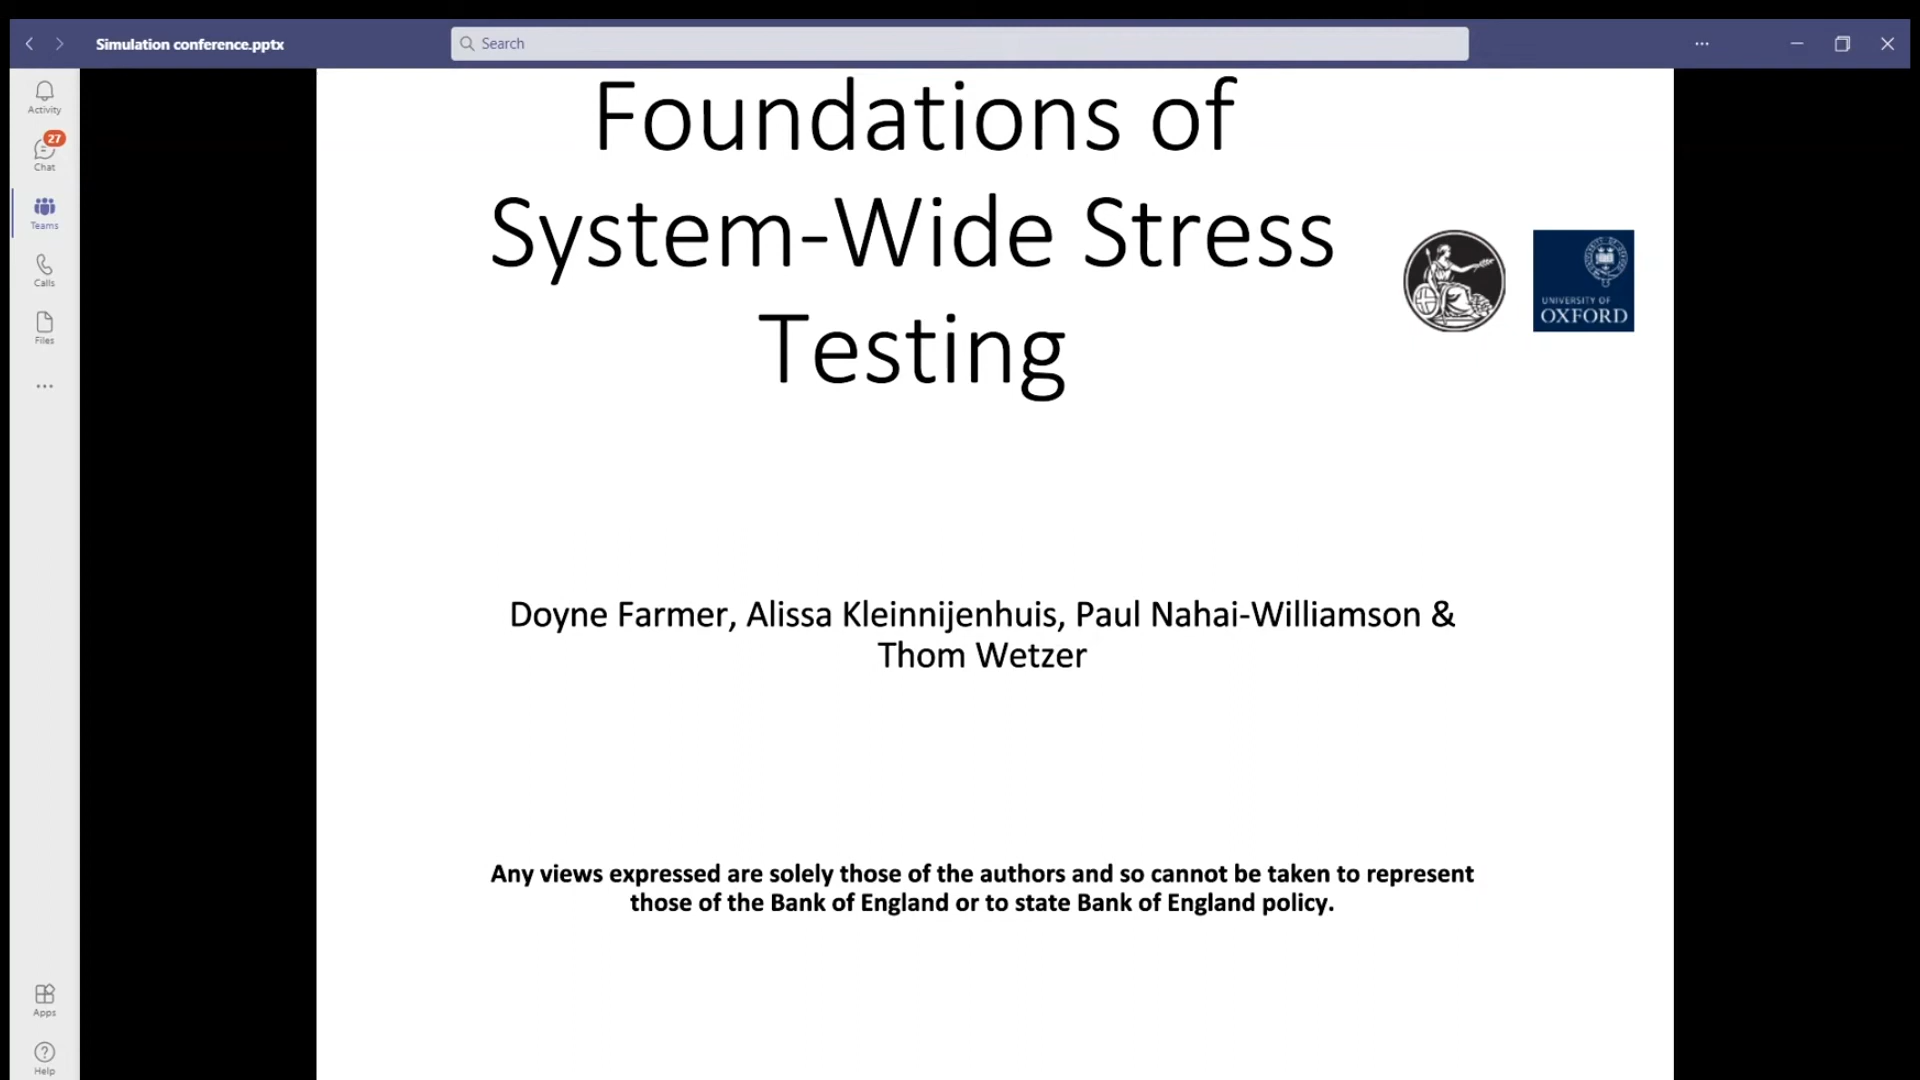 Simulation conference.pptx
Search
Activity
27
Chat
Teams
Calls
Files
Apps
Help
Foundations of
System-Wide Stress
Testing
UNIVERSITY OF
OXFORD
Doyne Farmer, Alissa Kleinnijenhuis, Paul Nahai-Williamson &
Thom Wetzer
Any views expressed are solely those of the authors and so cannot be taken to represent
those of the Bank of England or to state Bank of England policy.